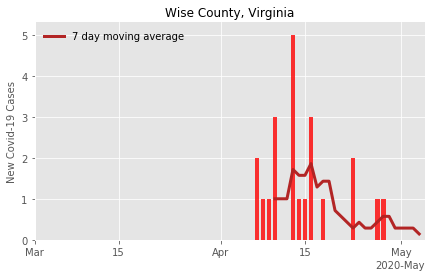 Wise County, Virginia
7 day moving average
New Covid-19 Cases
5
4
3
2
1
0
Mar 15 Apr 15 May
2020-May